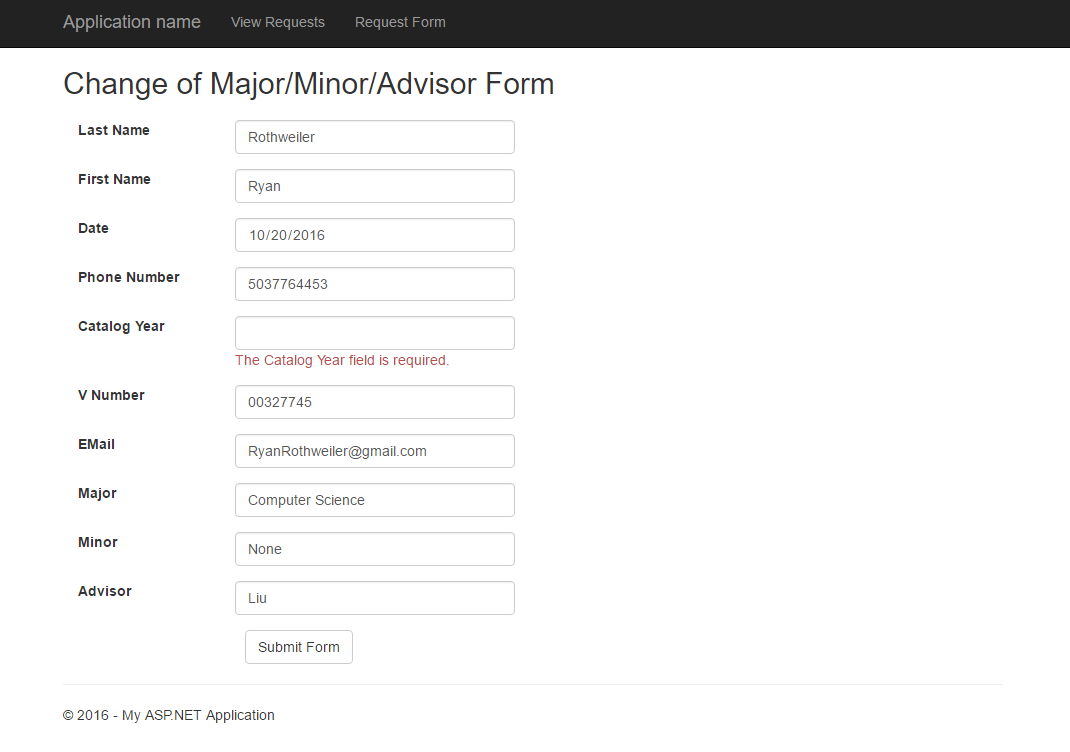 Application name View Requests Request Form
Change of Major/Minor/Advisor Form
Last Name Rothweiler
First Name Ryan
Date 10/20/2016
Phone Number 5037764453
Catalog Year
The Catalog Year field is required.
V Number 00327745
EMail RyanRothweiler@gmail.com
Major Computer Science
Minor None
Advisor Liu
Submit Form
© 2016 - My ASP.NET Application